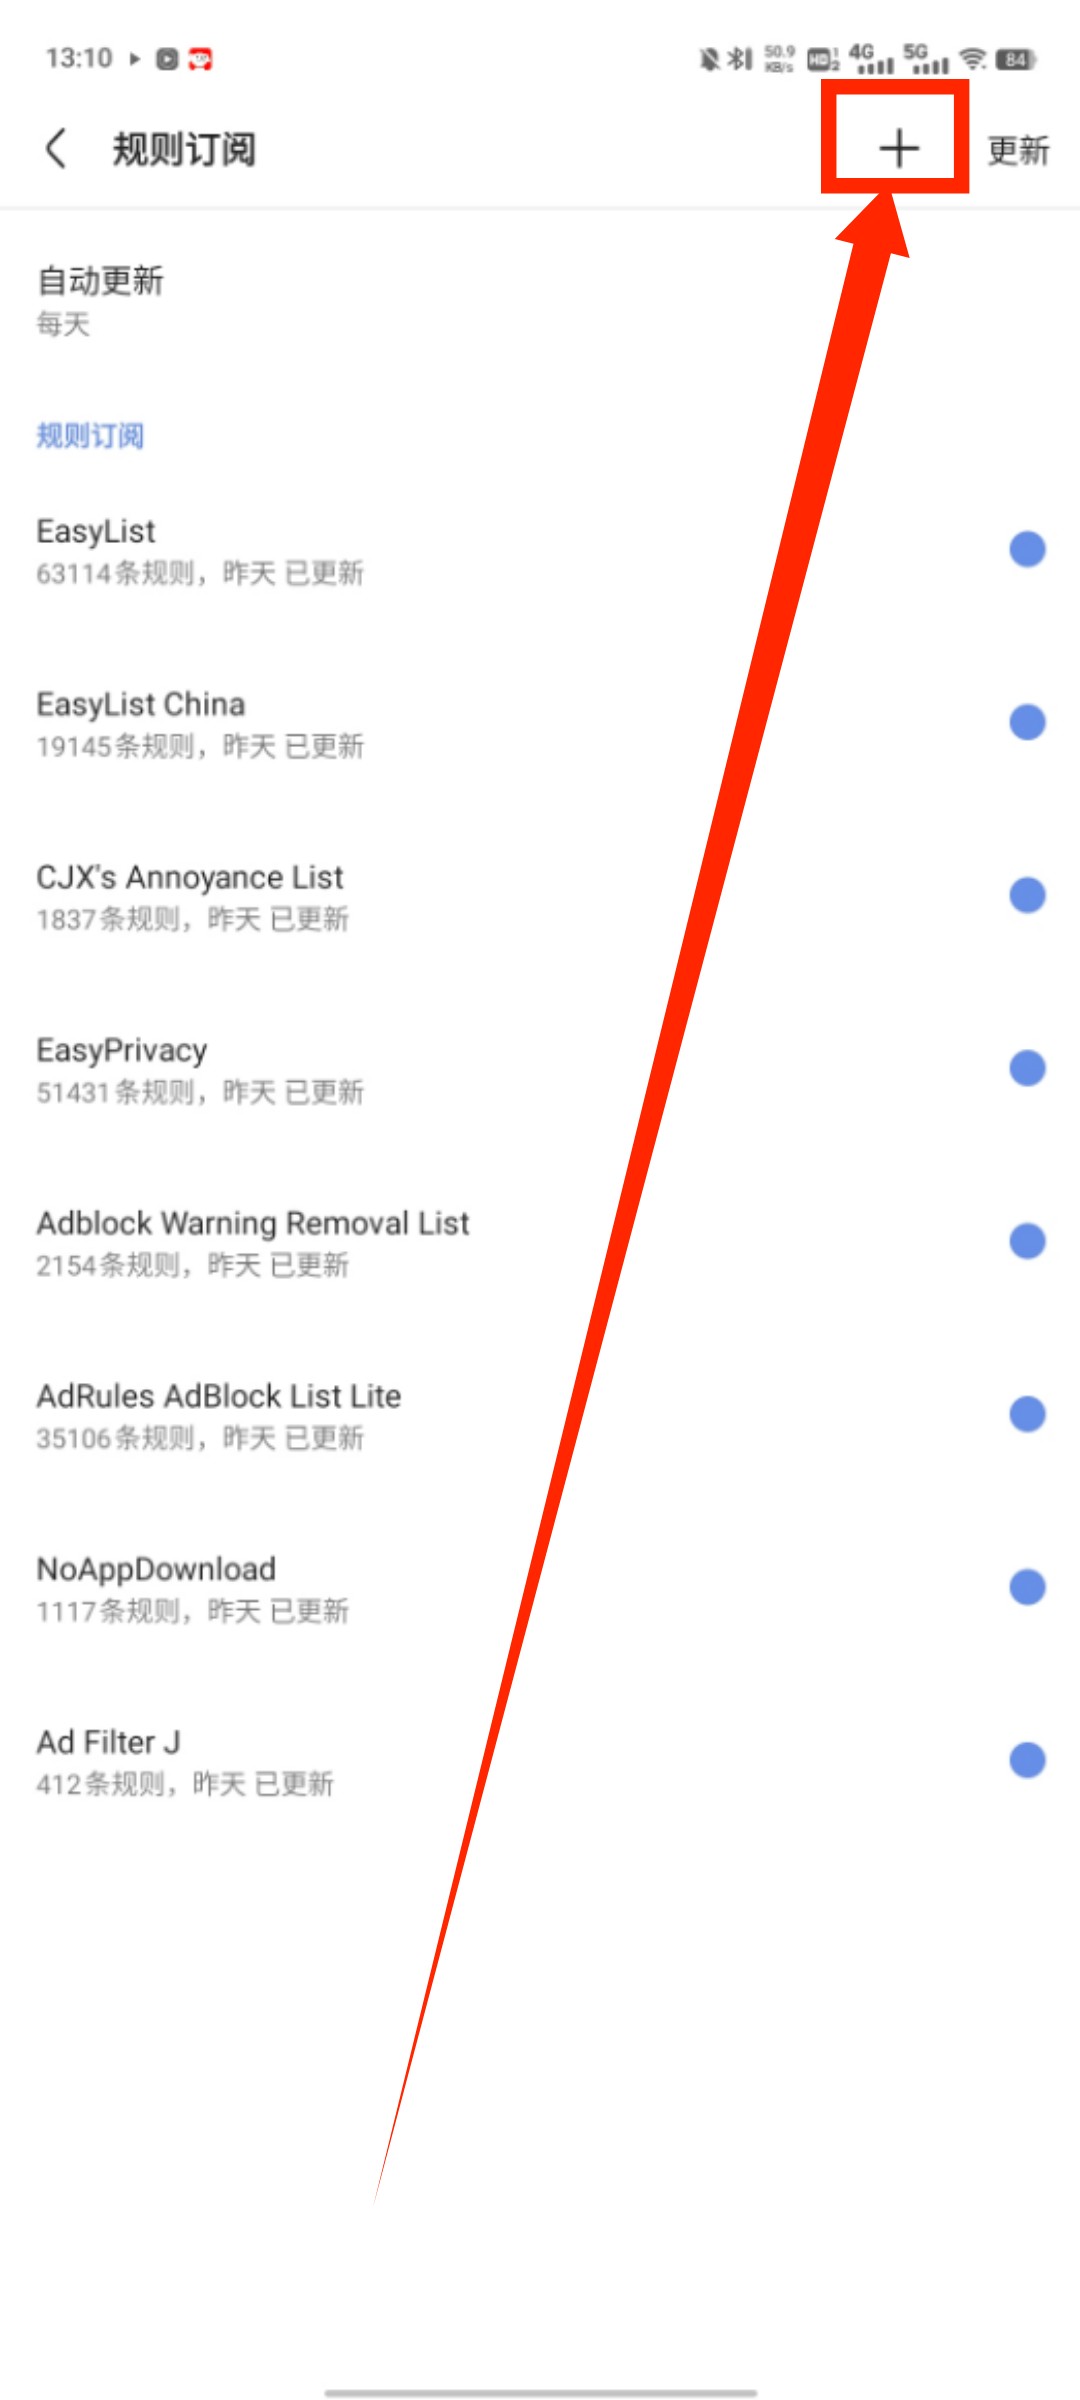 13:10
50.9
KB/s
HD 1 2
4G
5G
84
规则订阅
更新
自动更新
每天
规则订阅
EasyList
63114条规则，昨天 已更新
EasyList China
19145条规则，昨天 已更新
CJX's Annoyance List
1837条规则，昨天 已更新
EasyPrivacy
51431条规则，昨天 已更新
Adblock Warning Removal List
2154条规则，昨天 已更新
AdRules AdBlock List Lite
35106条规则，昨天 已更新
NoAppDownload
1117条规则，昨天 已更新
Ad Filter J
412条规则，昨天 已更新